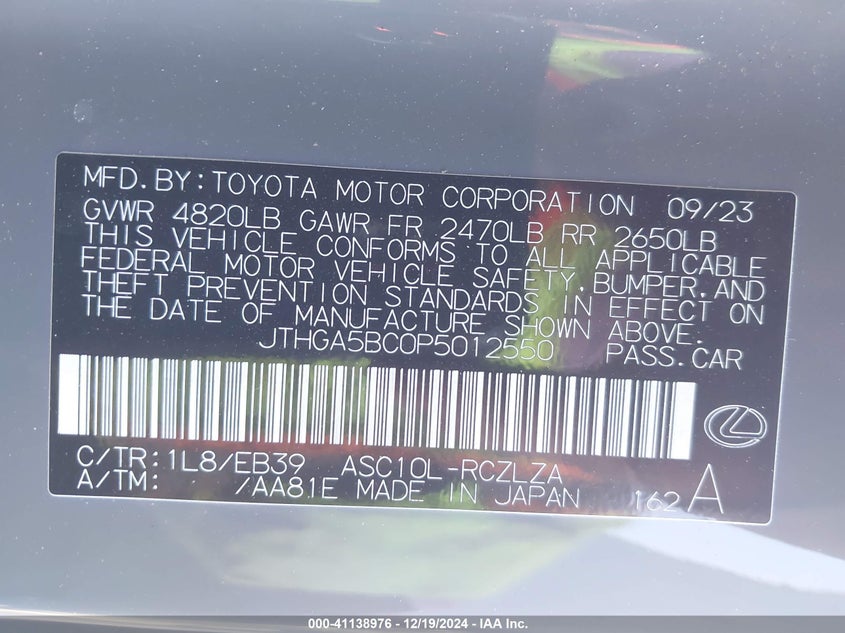 MFD.BY:TOYOTA MOTOR CORPORATION 09/23
GVWR 4820LB GAWR FR 2470LB RR 2650LB
THIS VEHICLE CONFORMS TO ALL APPLICABLE
FEDERAL MOTOR VEHICLE SAFETY,BUMPER,AND
THEFT PREVENTION STANDARDS IN EFFECT ON
THE DATE OF MANUFACTURE SHOWN ABOVE.
JTHGA5BC0P5012550 PASS.CAR
C/TR:1L8/EB39 ASC10L-RCZLZA
A/TM: /AA81E MADE IN JAPAN 162 A
000-41138976 - 12/19/2024 - IAA Inc.